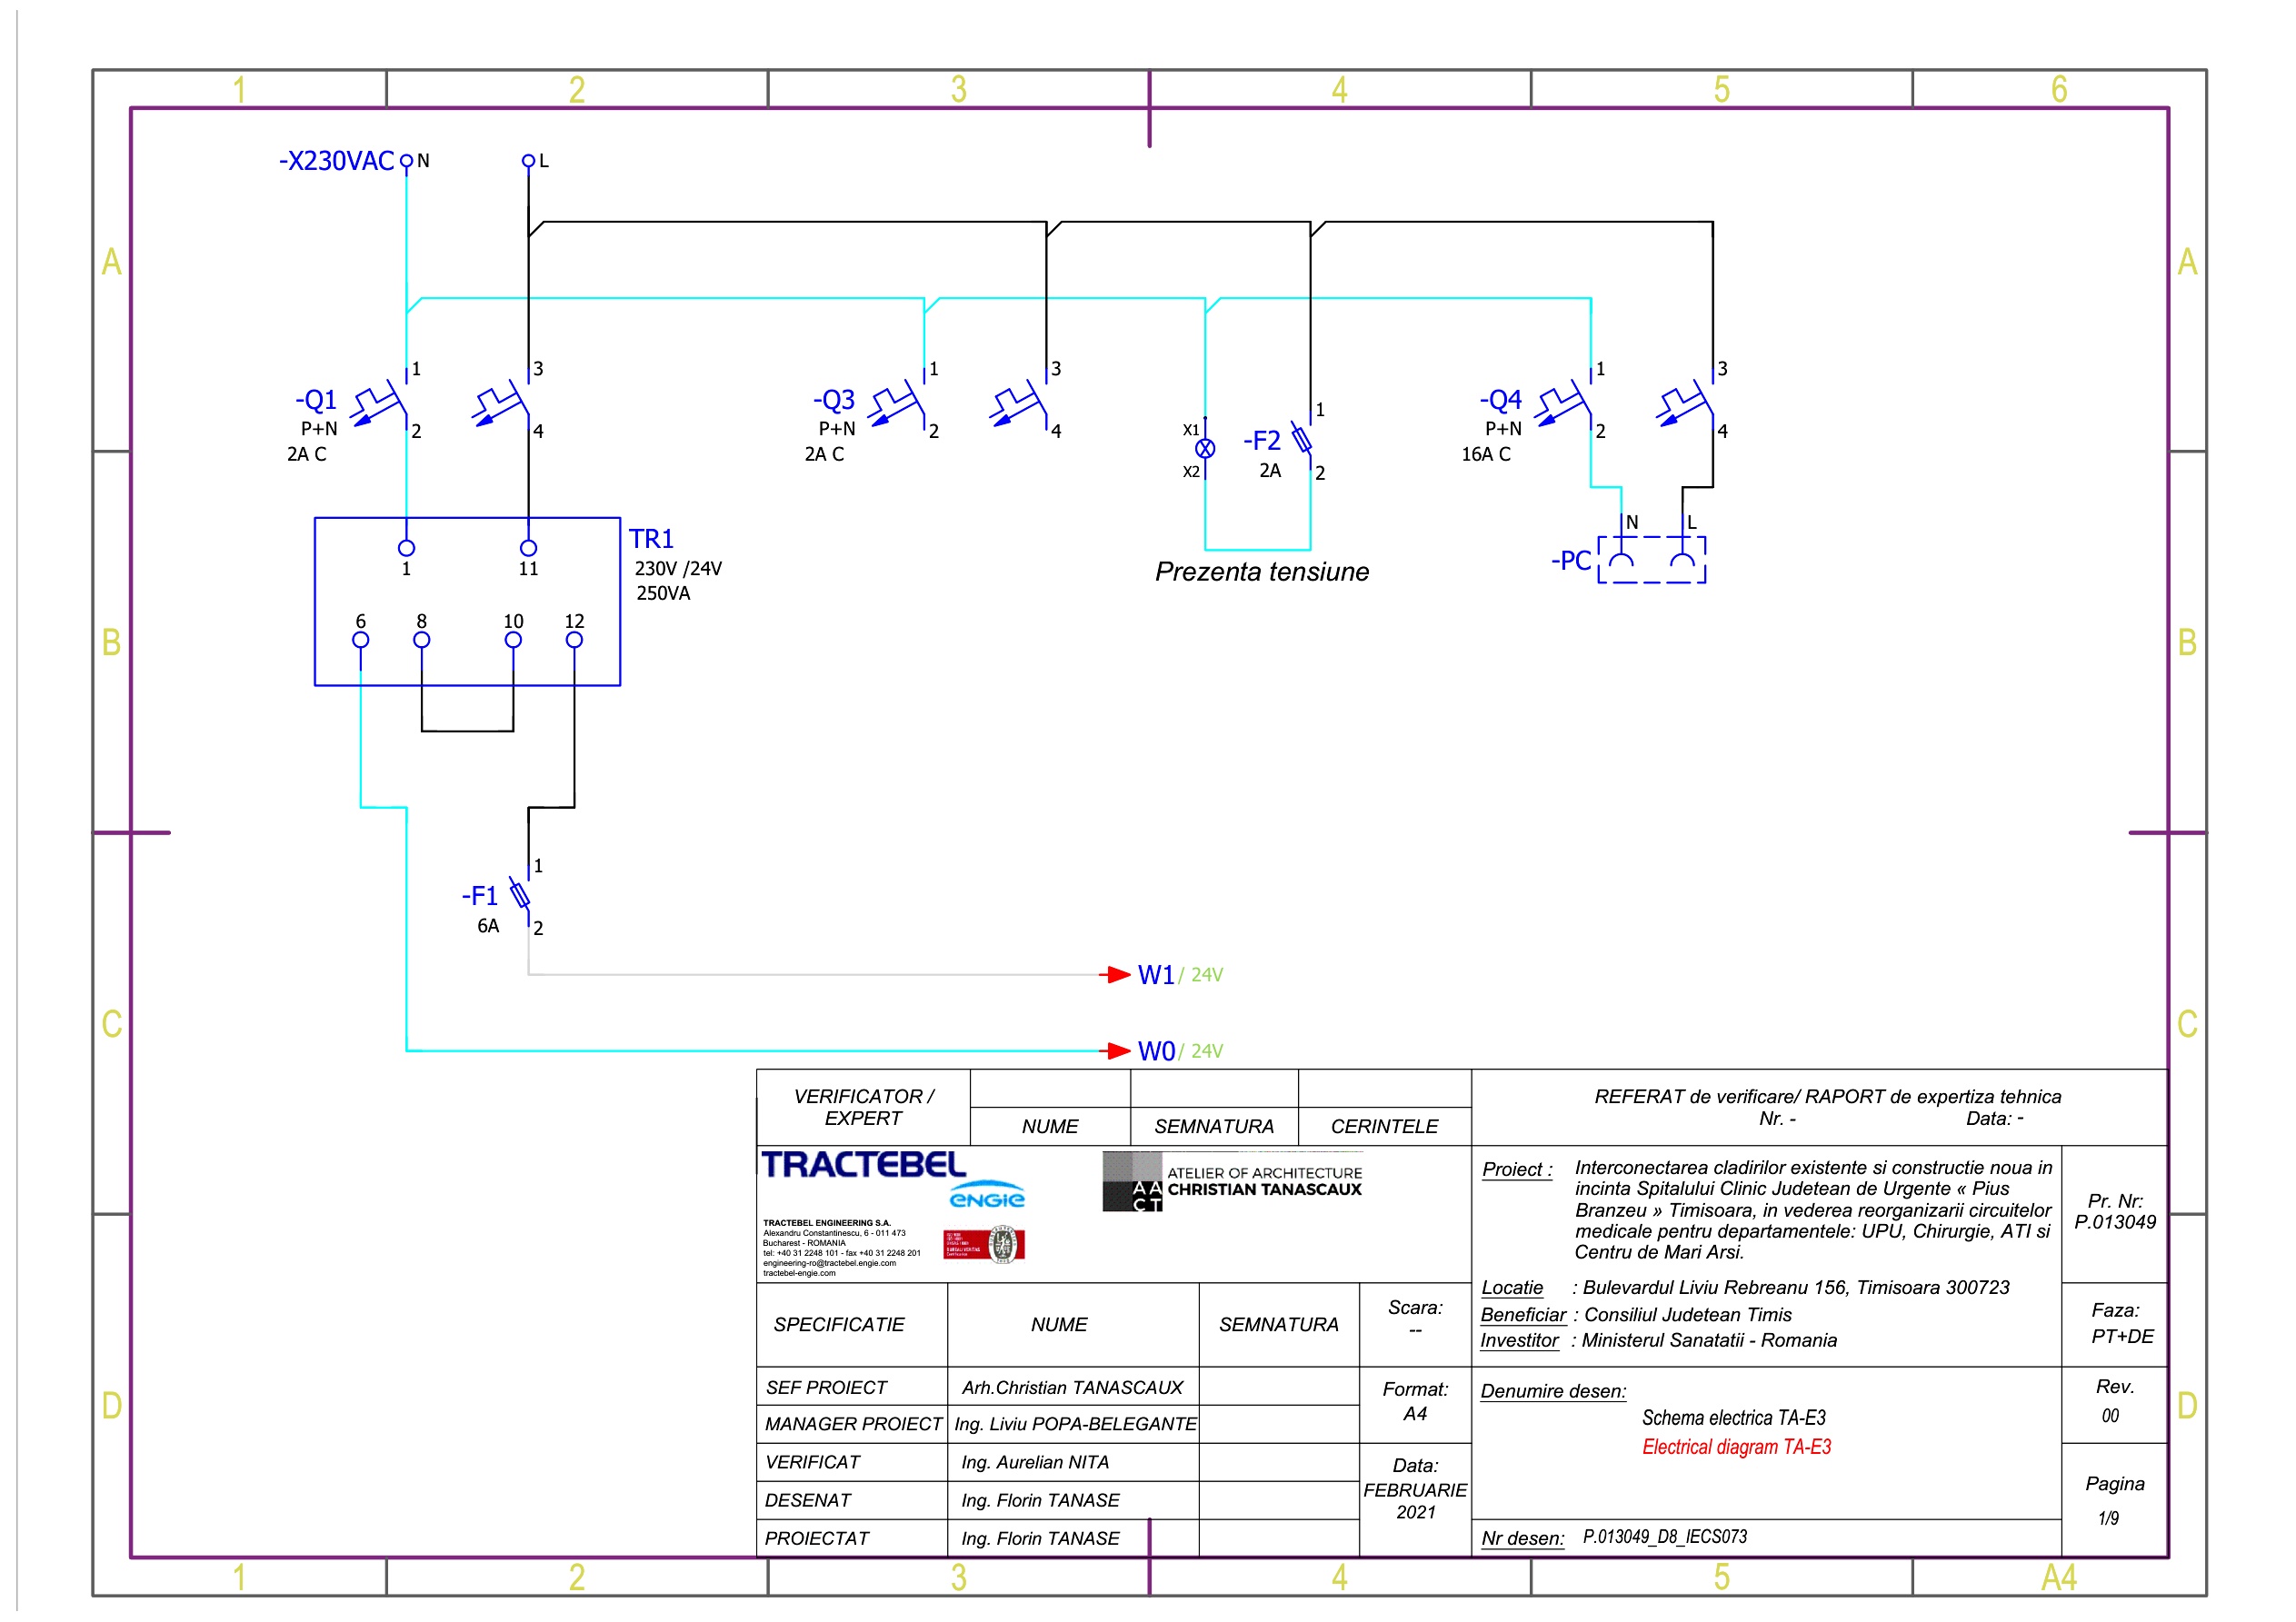 1 2 3 4 5 6
-X230VAC N L
A A
1 3 1 3 1 3
-Q1 -Q3 -Q4
P+N P+N P+N
2A C 2A C 16A C
2 4 2 4 2 4
X1 1
-F2
X2 2A 2
N L
-PC
Prezenta tensiune
TR1
1 11 230V /24V
250VA
6 8 10 12
B B
1
-F1
6A 2
W1/ 24V
C C
W0/ 24V
VERIFICATOR /
EXPERT
NUME SEMNATURA CERINTELE
REFERAT de verificare/ RAPORT de expertiza tehnica
Nr. - Data: -
TRACTEBEL
ENGIE
ATELIER OF ARCHITECTURE
CHRISTIAN TANASCAUX
AA
CT
TRACTEBEL ENGINEERING S.A.
Alexandru Constantinescu, 6 - 011 473
Bucharest - ROMANIA
tel: +40 31 2248 101 - fax +40 31 2248 201
engineering-ro@tractebel.engie.com
tractebel-engie.com
Proiect : Interconectarea cladirilor existente si constructie noua in
incinta Spitalului Clinic Judetean de Urgente « Pius
Branzeu » Timisoara, in vederea reorganizarii circuitelor
medicale pentru departamentele: UPU, Chirurgie, ATI si
Centru de Mari Arsi.
Pr. Nr:
P.013049
Locatie : Bulevardul Liviu Rebreanu 156, Timisoara 300723
Beneficiar : Consiliul Judetean Timis
Investitor : Ministerul Sanatatii - Romania
Faza:
PT+DE
SPECIFICATIE NUME SEMNATURA
Scara:
--
SEF PROIECT Arh.Christian TANASCAUX
MANAGER PROIECT Ing. Liviu POPA-BELEGANTE
VERIFICAT Ing. Aurelian NITA
DESENAT Ing. Florin TANASE
PROIECTAT Ing. Florin TANASE
Format:
A4
Data:
FEBRUARIE
2021
Denumire desen:
Schema electrica TA-E3
Electrical diagram TA-E3
Rev.
00
Pagina
1/9
Nr desen: P.013049_D8_IECS073
D D
1 2 3 4 5 A4